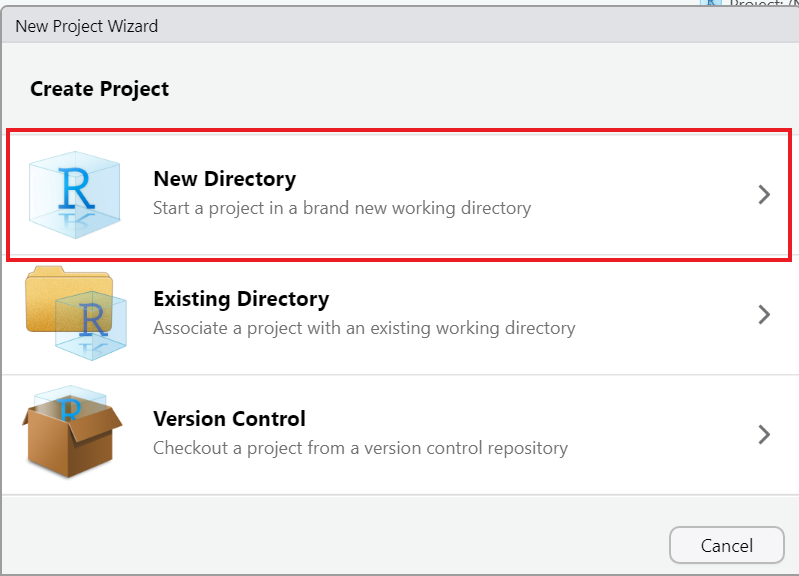 Project:
New Project Wizard
Create Project
R
New Directory
Start a project in a brand new working directory
R
Existing Directory
Associate a project with an existing working directory
R
Version Control
Checkout a project from a version control repository
Cancel